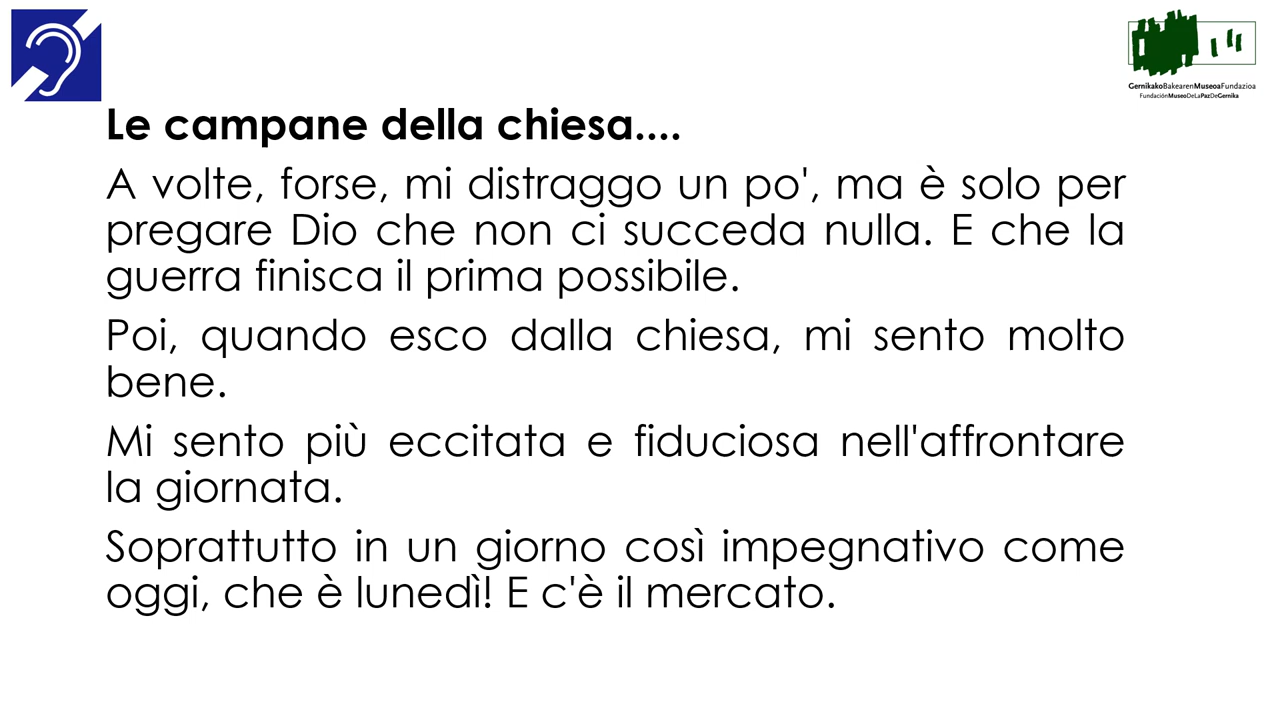 GernikakoBakearenMuseoaFundazioa
FundaciónMuseoDeLaPazDeGernika
Le campane della chiesa....
A volte, forse, mi distraggo un po', ma è solo per
pregare Dio che non ci succeda nulla. E che la
guerra finisca il prima possibile.
Poi, quando esco dalla chiesa, mi sento molto
bene.
Mi sento più eccitata e fiduciosa nell'affrontare
la giornata.
Soprattutto in un giorno così impegnativo come
oggi, che è lunedì! E c'è il mercato.